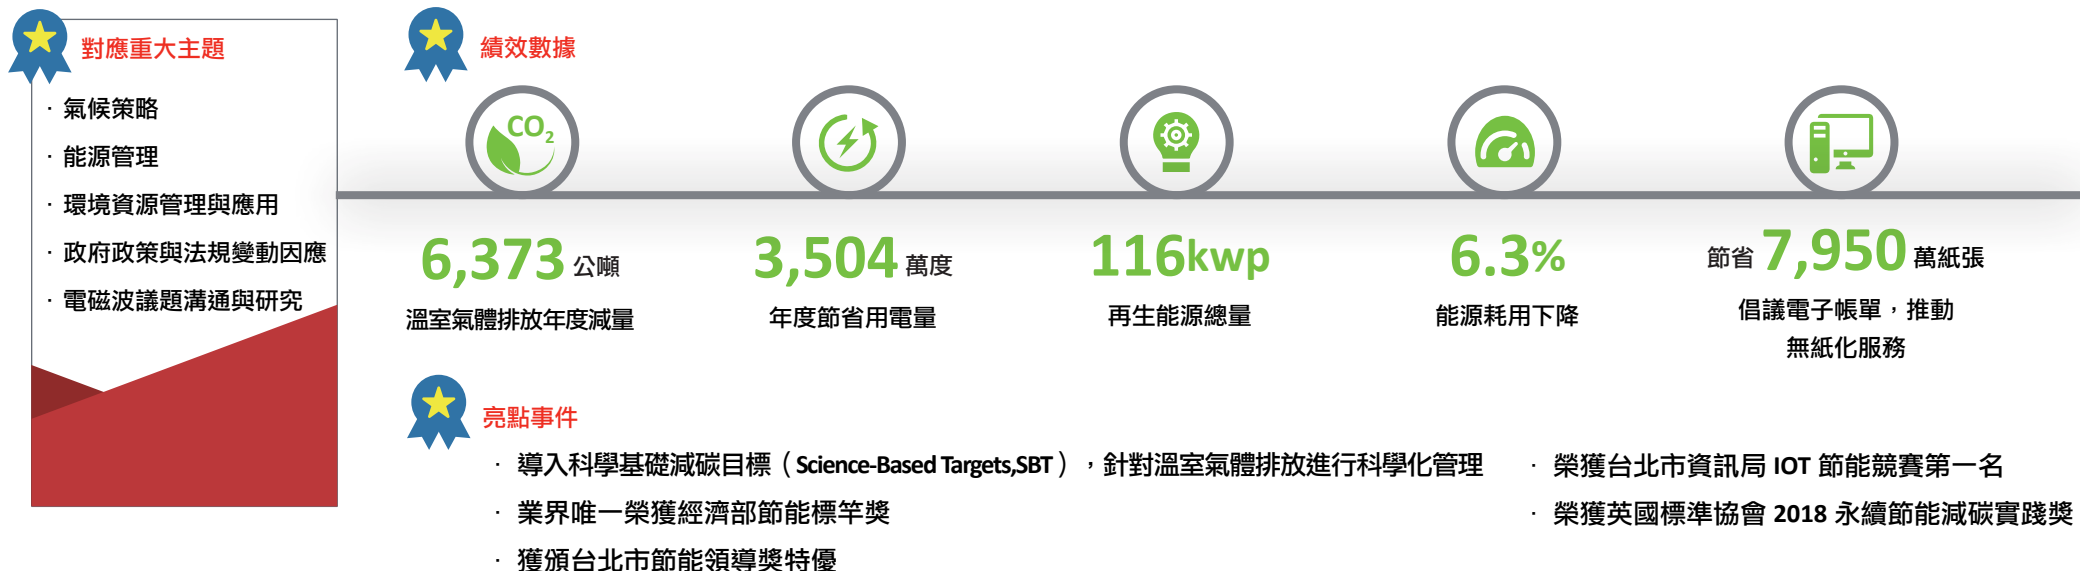 對應重大主題
· 氣候策略
· 能源管理
· 環境資源管理與應用
· 政府政策與法規變動因應
· 電磁波議題溝通與研究
績效數據
CO2
6,373 公噸
溫室氣體排放年度減量
3,504 萬度
年度節省用電量
116kwp
再生能源總量
6.3%
能源耗用下降
節省 7,950 萬紙張
倡議電子帳單，推動
無紙化服務
亮點事件
· 導入科學基礎減碳目標（Science-Based Targets,SBT），針對溫室氣體排放進行科學化管理
· 業界唯一榮獲經濟部節能標竿獎
· 獲頒台北市節能領導獎特優
· 榮獲台北市資訊局 IOT 節能競賽第一名
· 榮獲英國標準協會 2018 永續節能減碳實踐獎